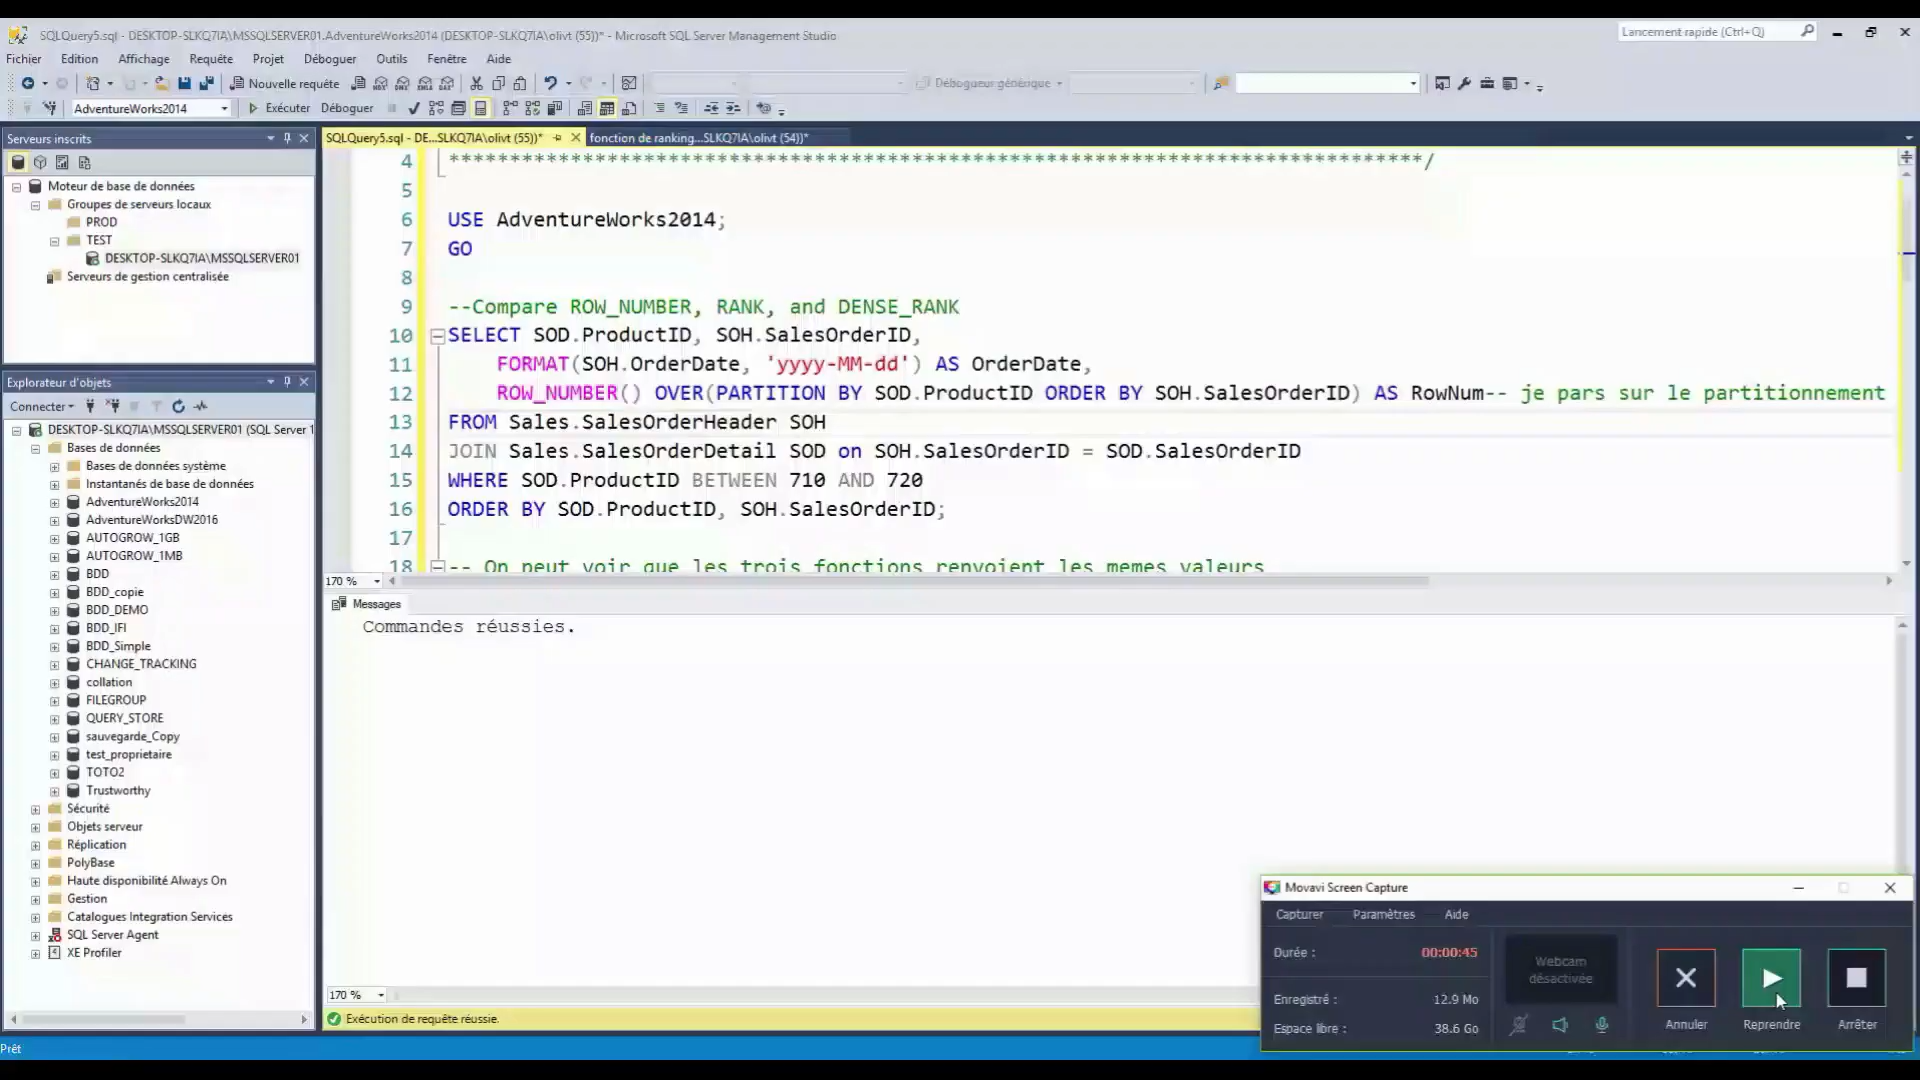 SQLQuery5.sql - DESKTOP-SLKQ7IA\MSSQLSERVER01.AdventureWorks2014 (DESKTOP-SLKQ7IA\olivt (55))* - Microsoft SQL Server Management Studio
Lancement rapide (Ctrl+Q)
Fichier Edition Affichage Requête Projet Déboguer Outils Fenêtre Aide
Nouvelle requête
Débogueur générique
AdventureWorks2014
Exécuter Déboguer
Serveurs inscrits
Moteur de base de données
Groupes de serveurs locaux
PROD
TEST
DESKTOP-SLKQ7IA\MSSQLSERVER01
Serveurs de gestion centralisée
Explorateur d'objets
Connecter
DESKTOP-SLKQ7IA\MSSQLSERVER01 (SQL Server 1
Bases de données
Bases de données système
Instantanés de base de données
AdventureWorks2014
AdventureWorksDW2016
AUTOGROW_1GB
AUTOGROW_1MB
BDD
BDD_copie
BDD_DEMO
BDD_IFI
BDD_Simple
CHANGE_TRACKING
collation
FILEGROUP
QUERY_STORE
sauvegarde_Copy
test_proprietaire
TOTO2
Trustworthy
Sécurité
Objets serveur
Réplication
PolyBase
Haute disponibilité Always On
Gestion
Catalogues Integration Services
SQL Server Agent
XE Profiler
SQLQuery5.sql - DE...SLKQ7IA\olivt (55))* fonction de ranking...SLKQ7IA\olivt (54))*
4 ********************************************************************************/
5
6 USE AdventureWorks2014;
7 GO
8
9 --Compare ROW_NUMBER, RANK, and DENSE_RANK
10 SELECT SOD.ProductID, SOH.SalesOrderID,
11 FORMAT(SOH.OrderDate, 'yyyy-MM-dd') AS OrderDate,
12 ROW_NUMBER() OVER(PARTITION BY SOD.ProductID ORDER BY SOH.SalesOrderID) AS RowNum-- je pars sur le partitionnement
13 FROM Sales.SalesOrderHeader SOH
14 JOIN Sales.SalesOrderDetail SOD on SOH.SalesOrderID = SOD.SalesOrderID
15 WHERE SOD.ProductID BETWEEN 710 AND 720
16 ORDER BY SOD.ProductID, SOH.SalesOrderID;
17
18 -- On peut voir que les trois fonctions renvoient les memes valeurs
170 %
Messages
Commandes réussies.
170 %
Exécution de requête réussie.
Prêt
Movavi Screen Capture
Capturer Paramètres Aide
Durée : 00:00:45
Enregistré : 12.9 Mo
Espace libre : 38.6 Go
Webcam
désactivée
Annuler Reprendre Arrêter